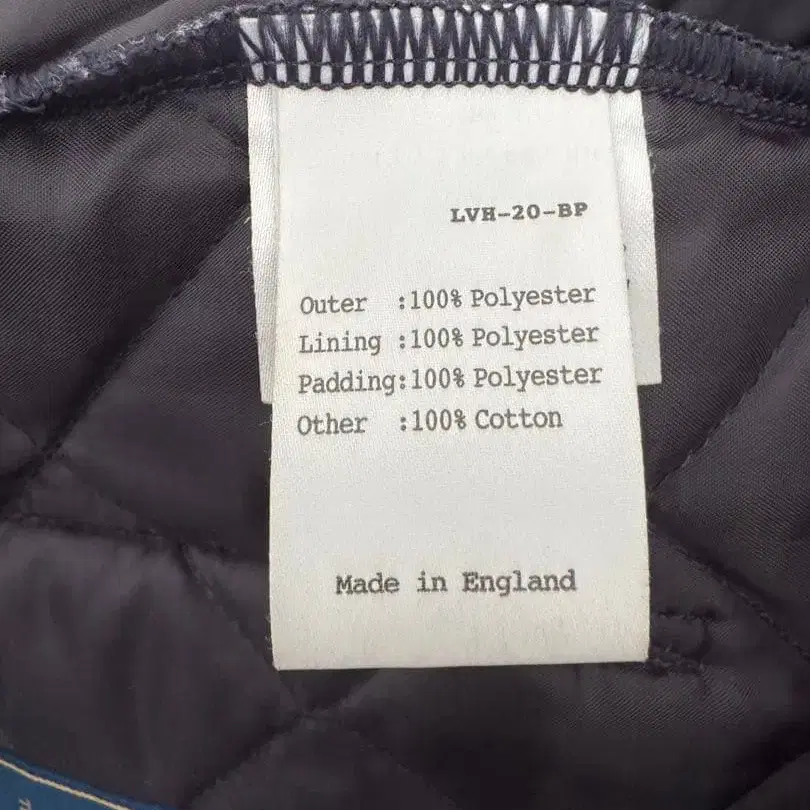 LVH-20-BP
Outer :100% Polyester
Lining :100% Polyester
Padding:100% Polyester
Other :100% Cotton
Made in England